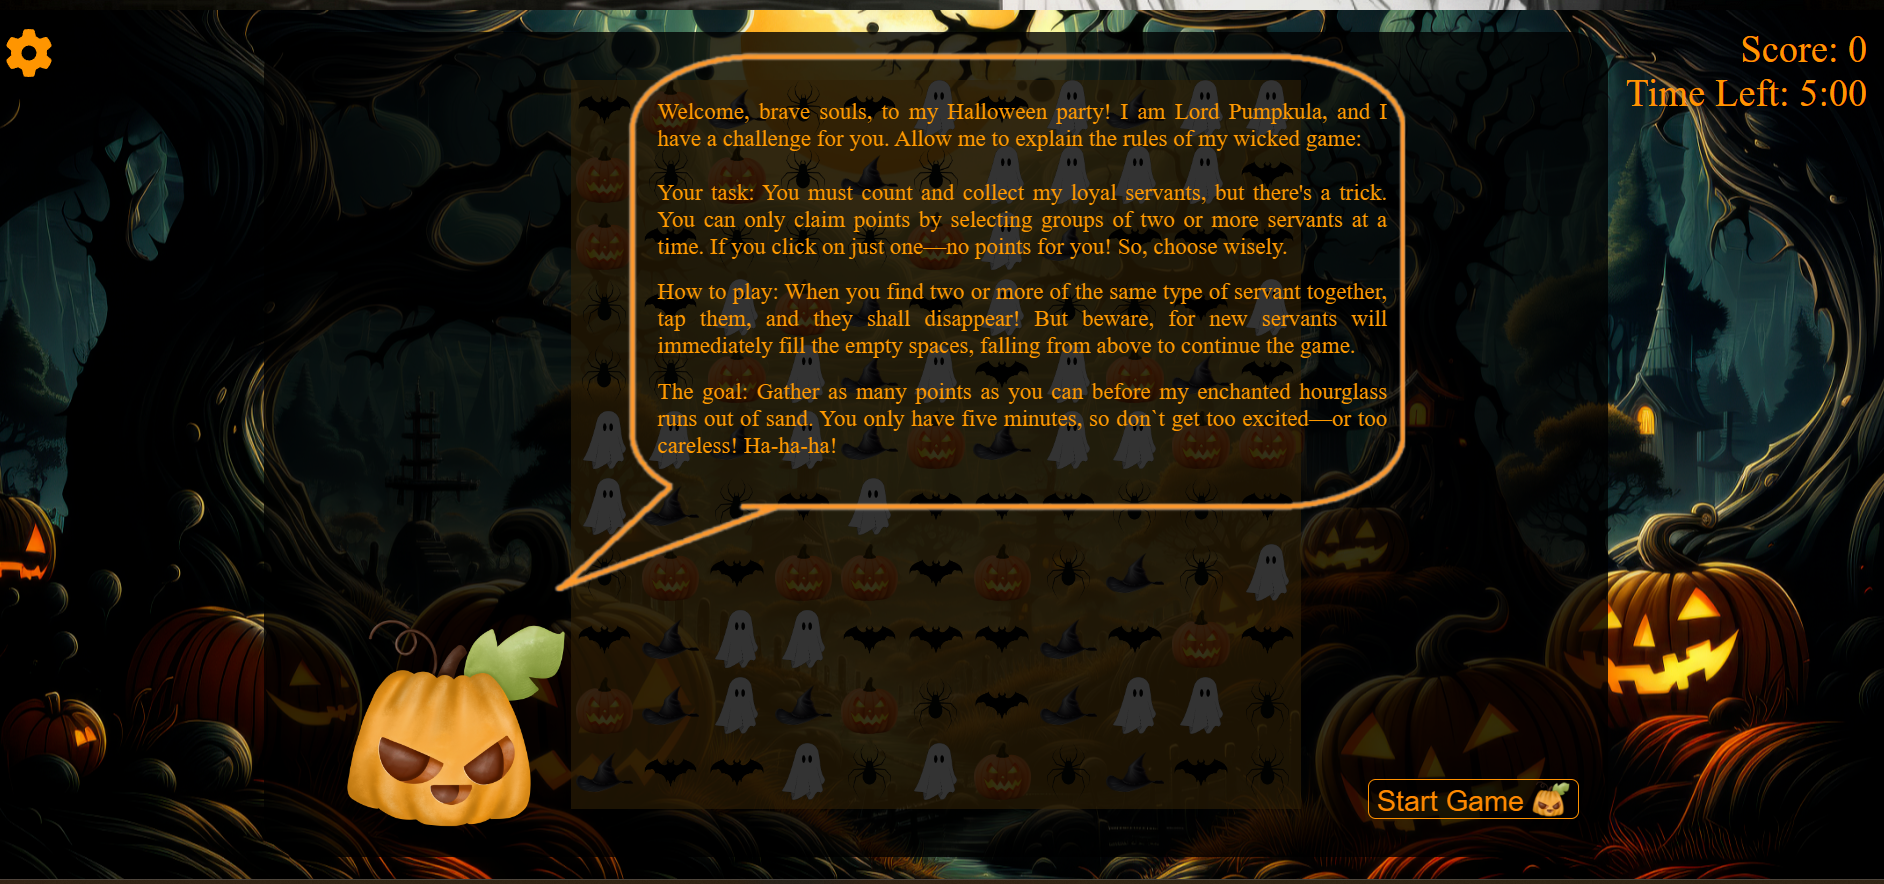 Score: 0
Time Left: 5:00
Welcome, brave souls, to my Halloween party! I am Lord Pumpkula, and I
have a challenge for you. Allow me to explain the rules of my wicked game:
Your task: You must count and collect my loyal servants, but there's a trick.
You can only claim points by selecting groups of two or more servants at a
time. If you click on just one—no points for you! So, choose wisely.
How to play: When you find two or more of the same type of servant together,
tap them, and they shall disappear! But beware, for new servants will
immediately fill the empty spaces, falling from above to continue the game.
The goal: Gather as many points as you can before my enchanted hourglass
runs out of sand. You only have five minutes, so don`t get too excited—or too
careless! Ha-ha-ha!
Start Game